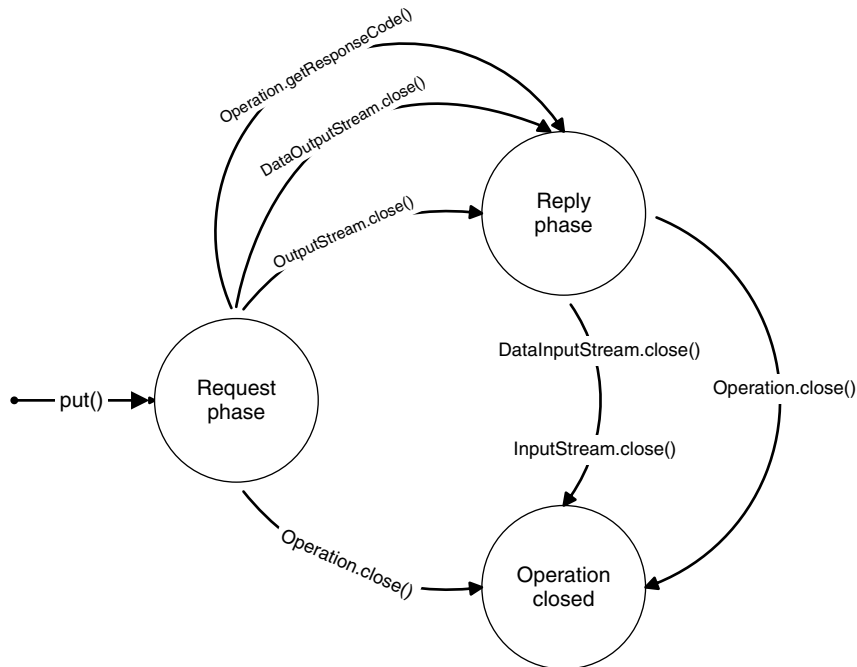 Operation.getResponseCode()
DataOutputStream.close()
OutputStream.close()
Reply
phase
DataInputStream.close()
Operation.close()
put()
Request
phase
InputStream.close()
Operation.close()
Operation
closed